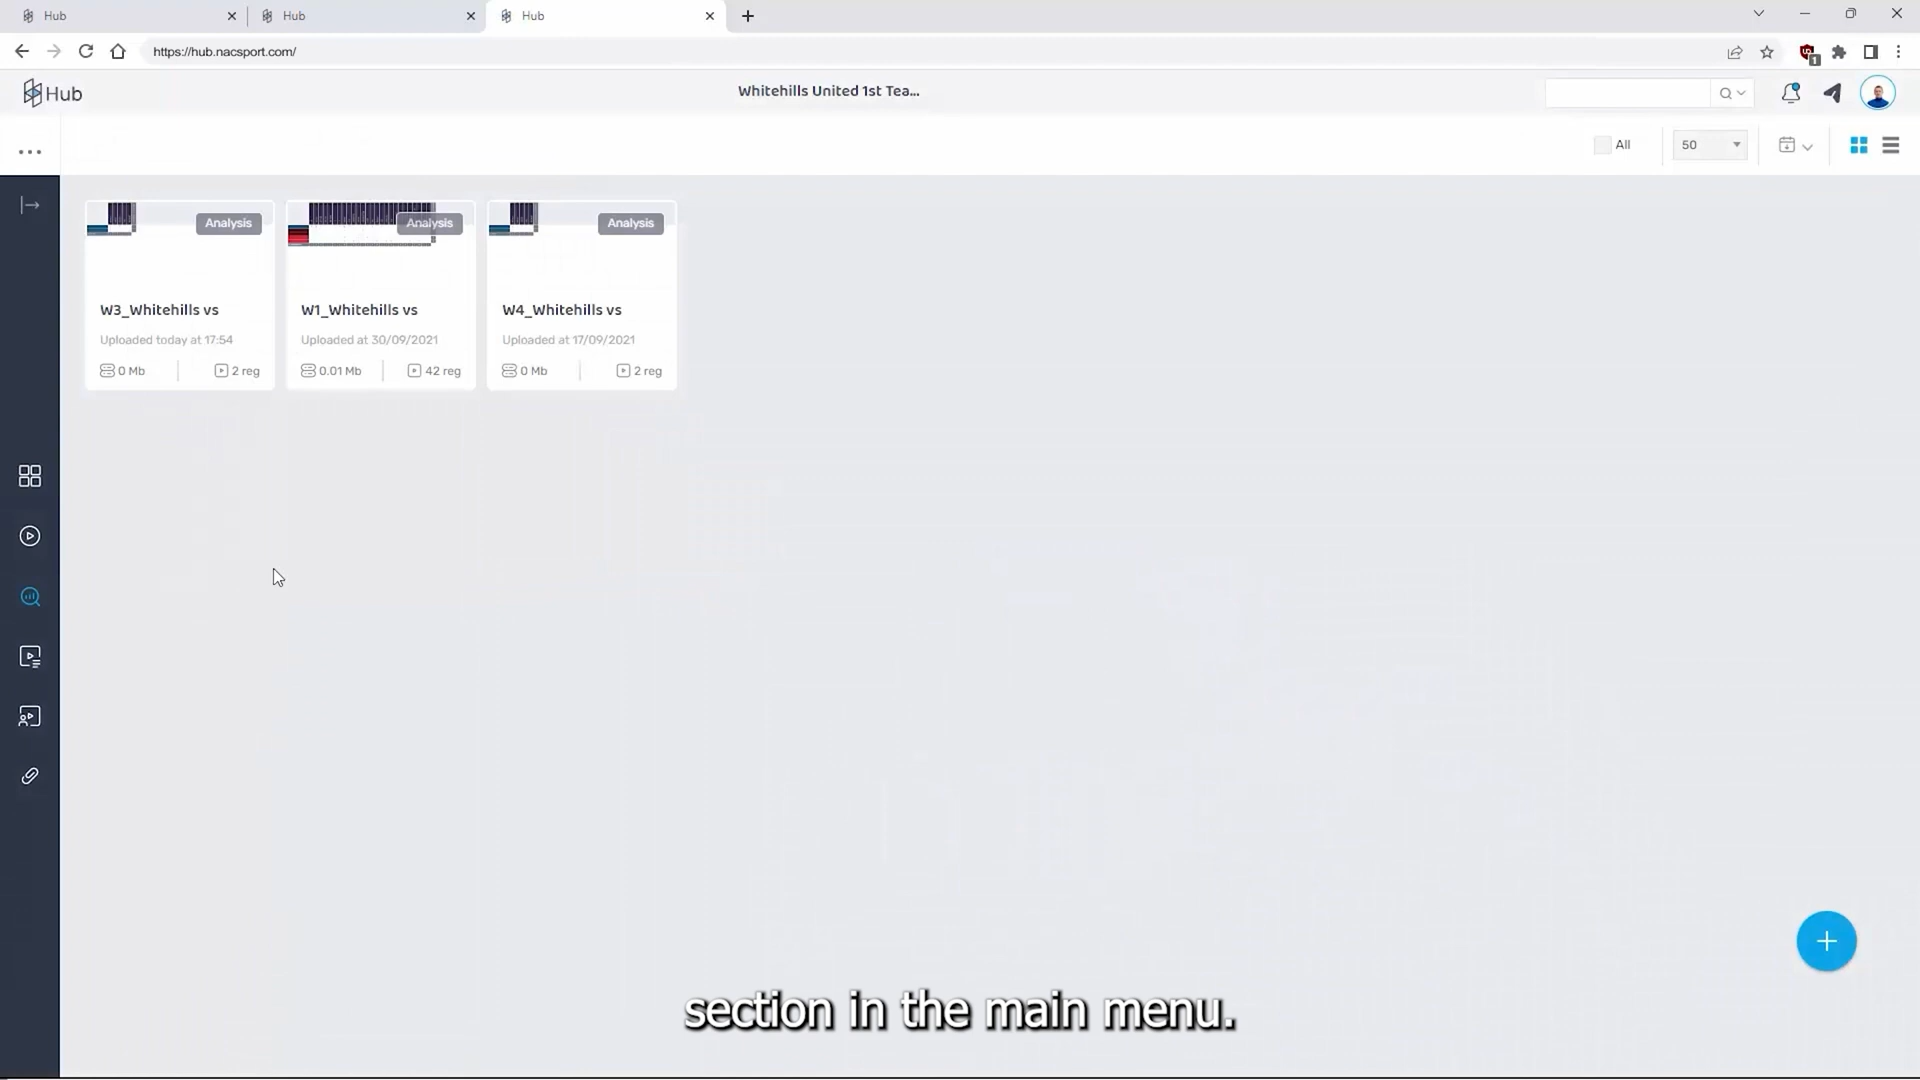 Hub
Hub
Hub
https://hub.nacsport.com/
1
Hub
Whitehills United 1st Tea...
All
50
Analysis
Analysis
Analysis
W3_Whitehills vs
W1_Whitehills vs
W4_Whitehills vs
Uploaded today at 17:54
Uploaded at 30/09/2021
Uploaded at 17/09/2021
0 Mb
2 reg
0.01 Mb
42 reg
0 Mb
2 reg
section in the main menu.